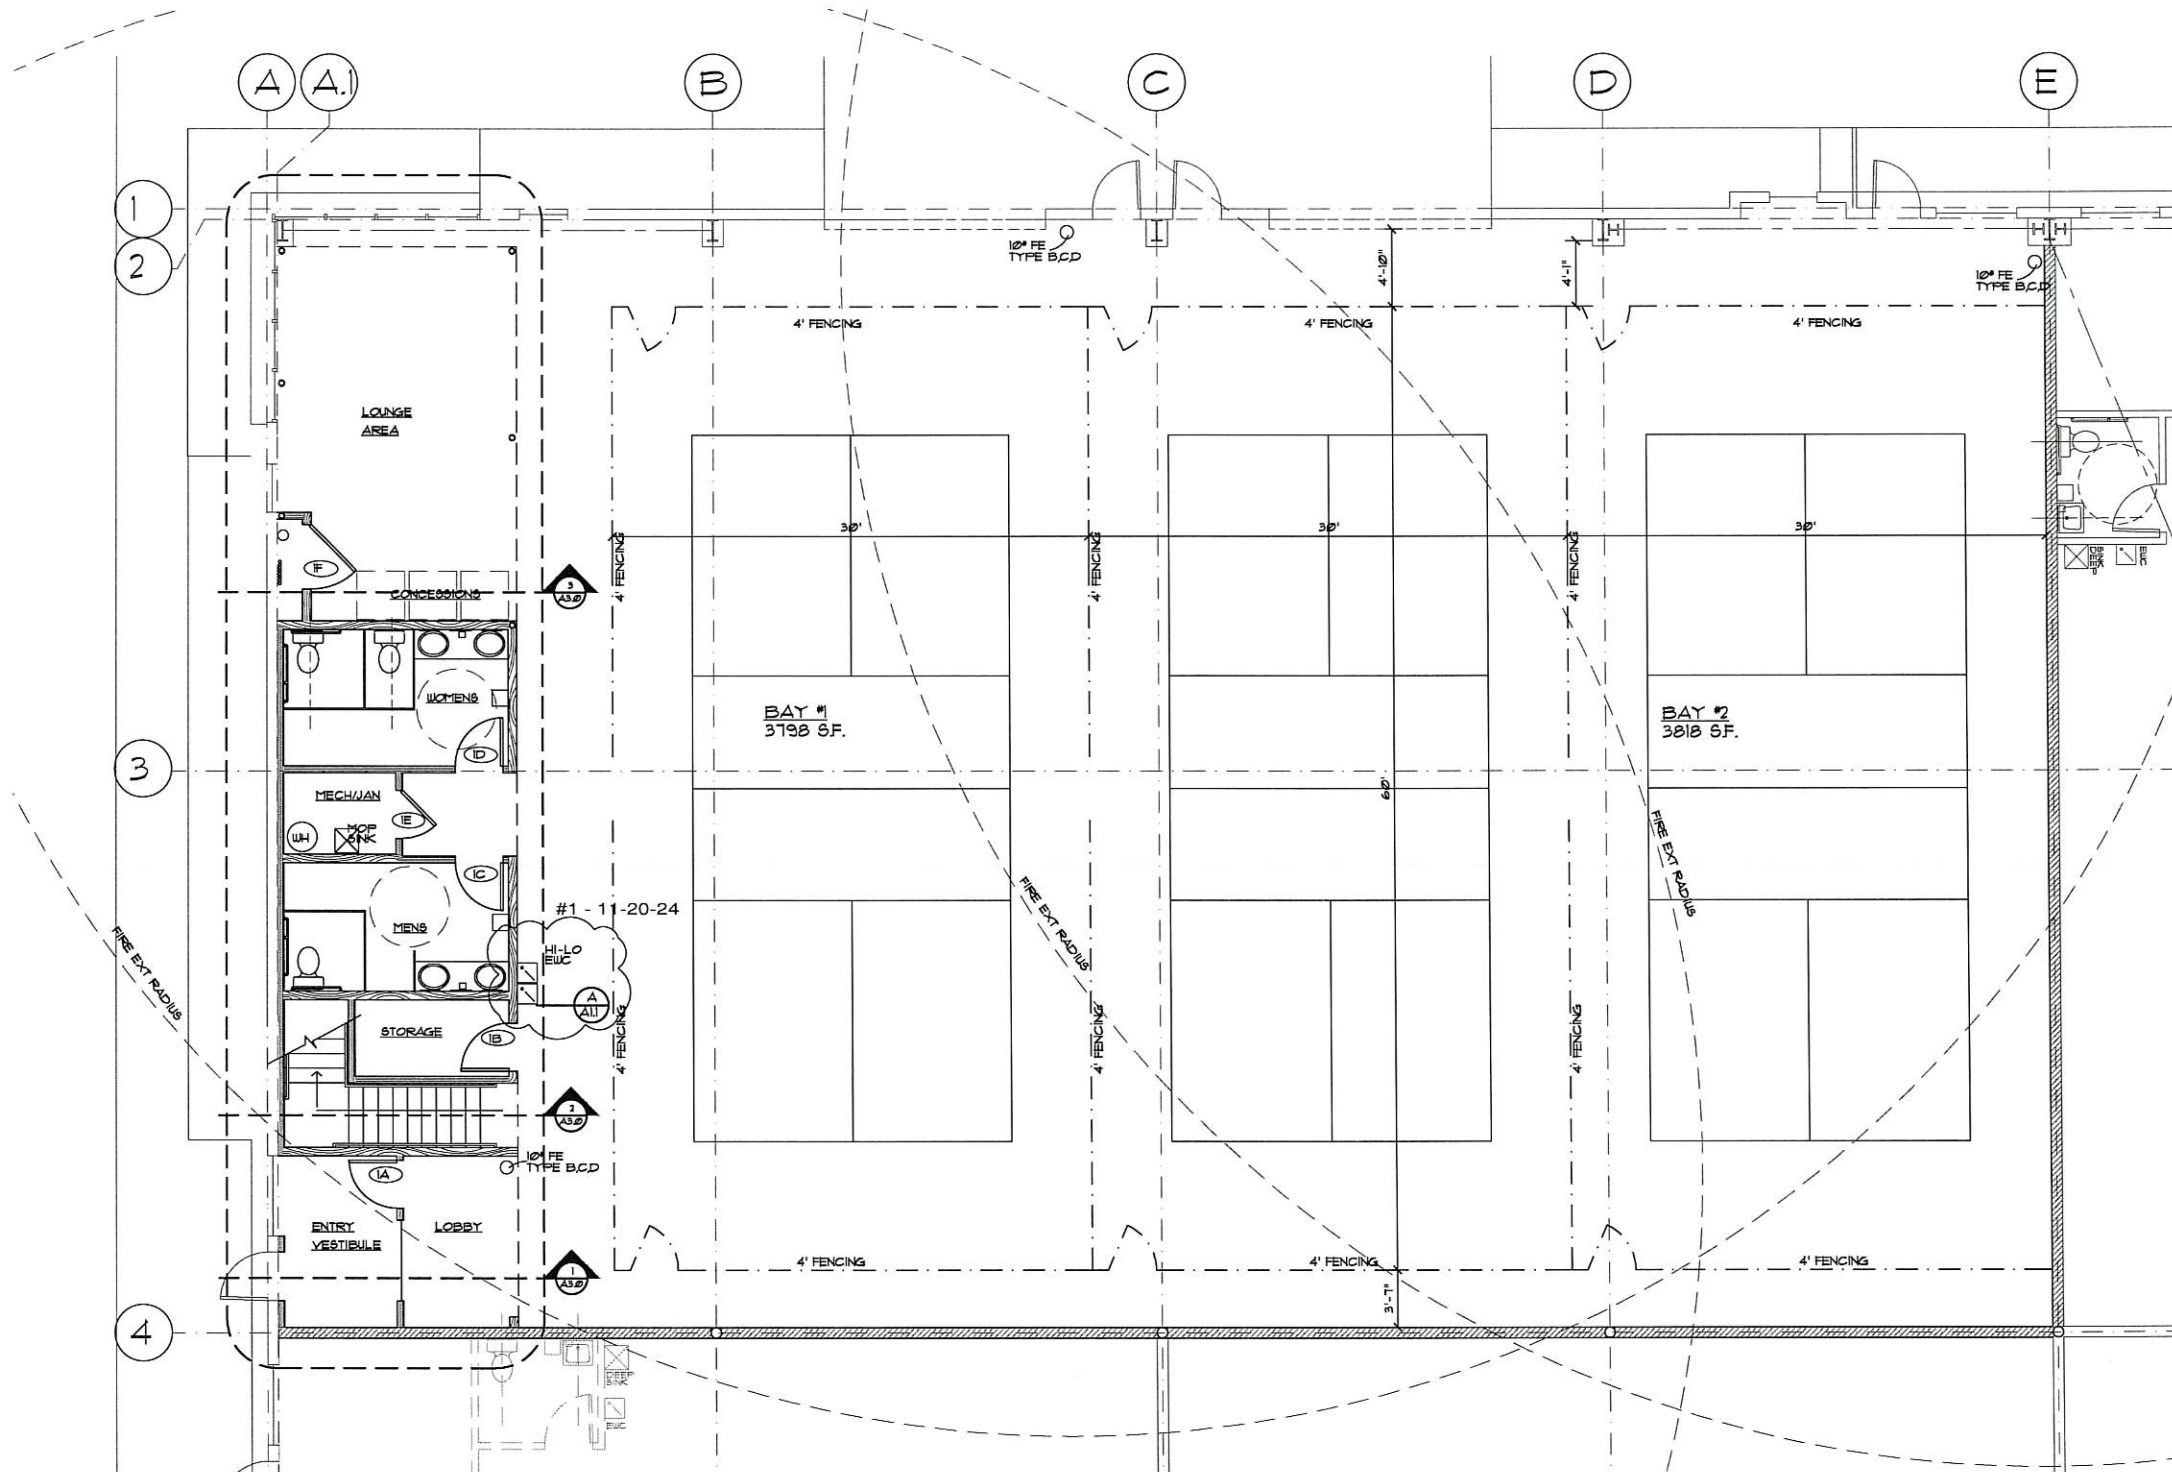 A
A.1
B
C
D
E
1
2
3
4
10# FE
TYPE B,C,D
4'-10"
4'-1"
10# FE
TYPE B,C,D
4' FENCING
4' FENCING
4' FENCING
LOUNGE
AREA
30'
30'
30'
4' FENCING
4' FENCING
4' FENCING
1F
CONCESSIONS
3
A3.0
DEEP
SINK
EWC
WOMENS
1D
BAY #1
3798 S.F.
BAY #2
3818 S.F.
60'
MECH/JAN
MOP
SINK
WH
1E
1C
MENS
#1 - 11-20-24
HI-LO
EWC
A
A1.1
FIRE EXT RADIUS
FIRE EXT RADIUS
FIRE EXT RADIUS
STORAGE
1B
N
4' FENCING
4' FENCING
4' FENCING
2
A3.0
10# FE
TYPE B,C,D
1A
ENTRY
VESTIBULE
LOBBY
1
A3.0
4' FENCING
4' FENCING
4' FENCING
3'-7"
DEEP
SINK
EWC